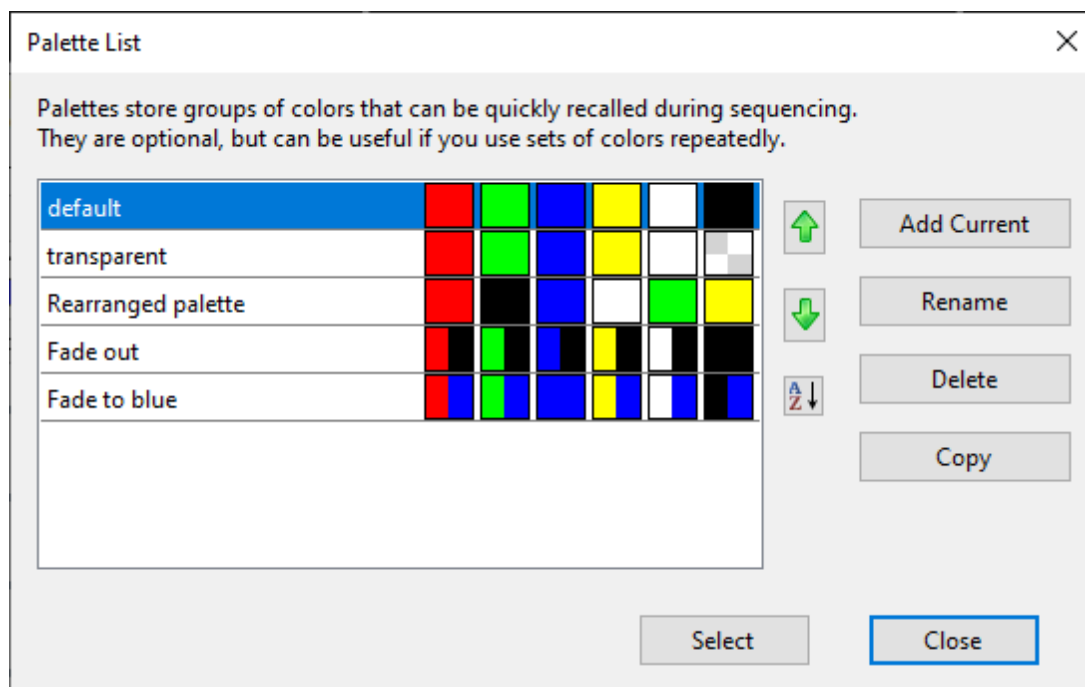 Palette List
Palettes store groups of colors that can be quickly recalled during sequencing.
They are optional, but can be useful if you use sets of colors repeatedly.
default
transparent
Rearranged palette
Fade out
Fade to blue
A
Z
Add Current
Rename
Delete
Copy
Select
Close